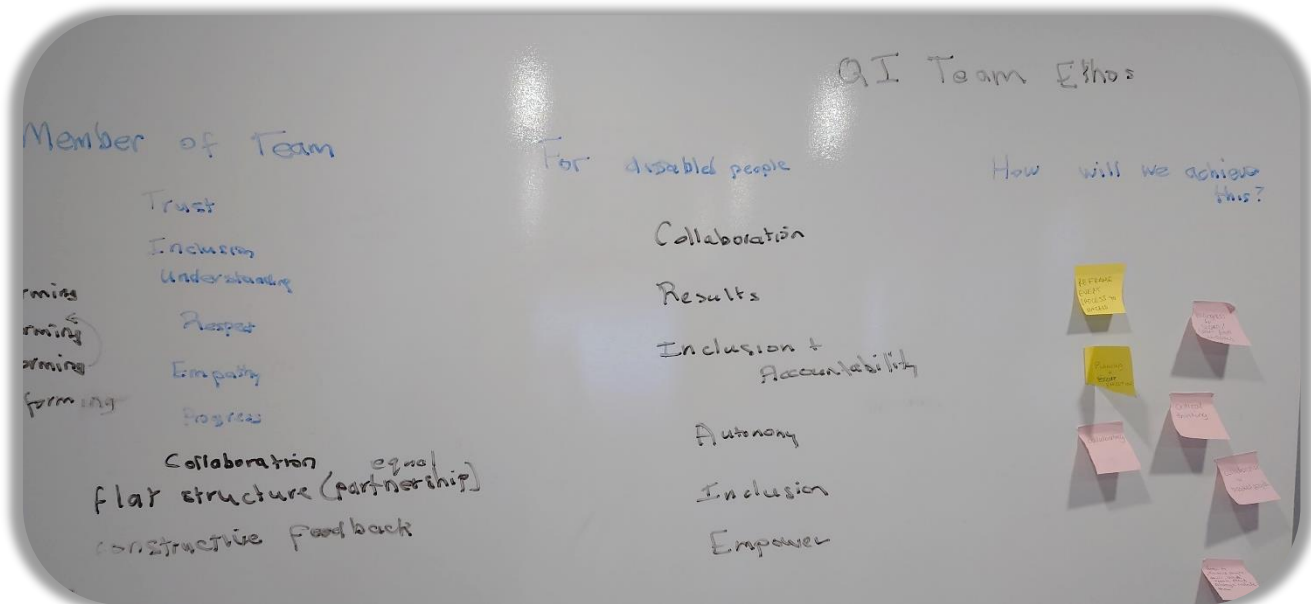 QI Team Ethos
Member of Team
Trust
Inclusion
Understanding
Respect
Empathy
Progress
Collaboration
equal
flat structure (partnership)
constructive feedback
rming
rming
orming
forming
For disabled people
Collaboration
Results
Inclusion +
Accountability
Autonomy
Inclusion
Empower
How will we achieve
this?